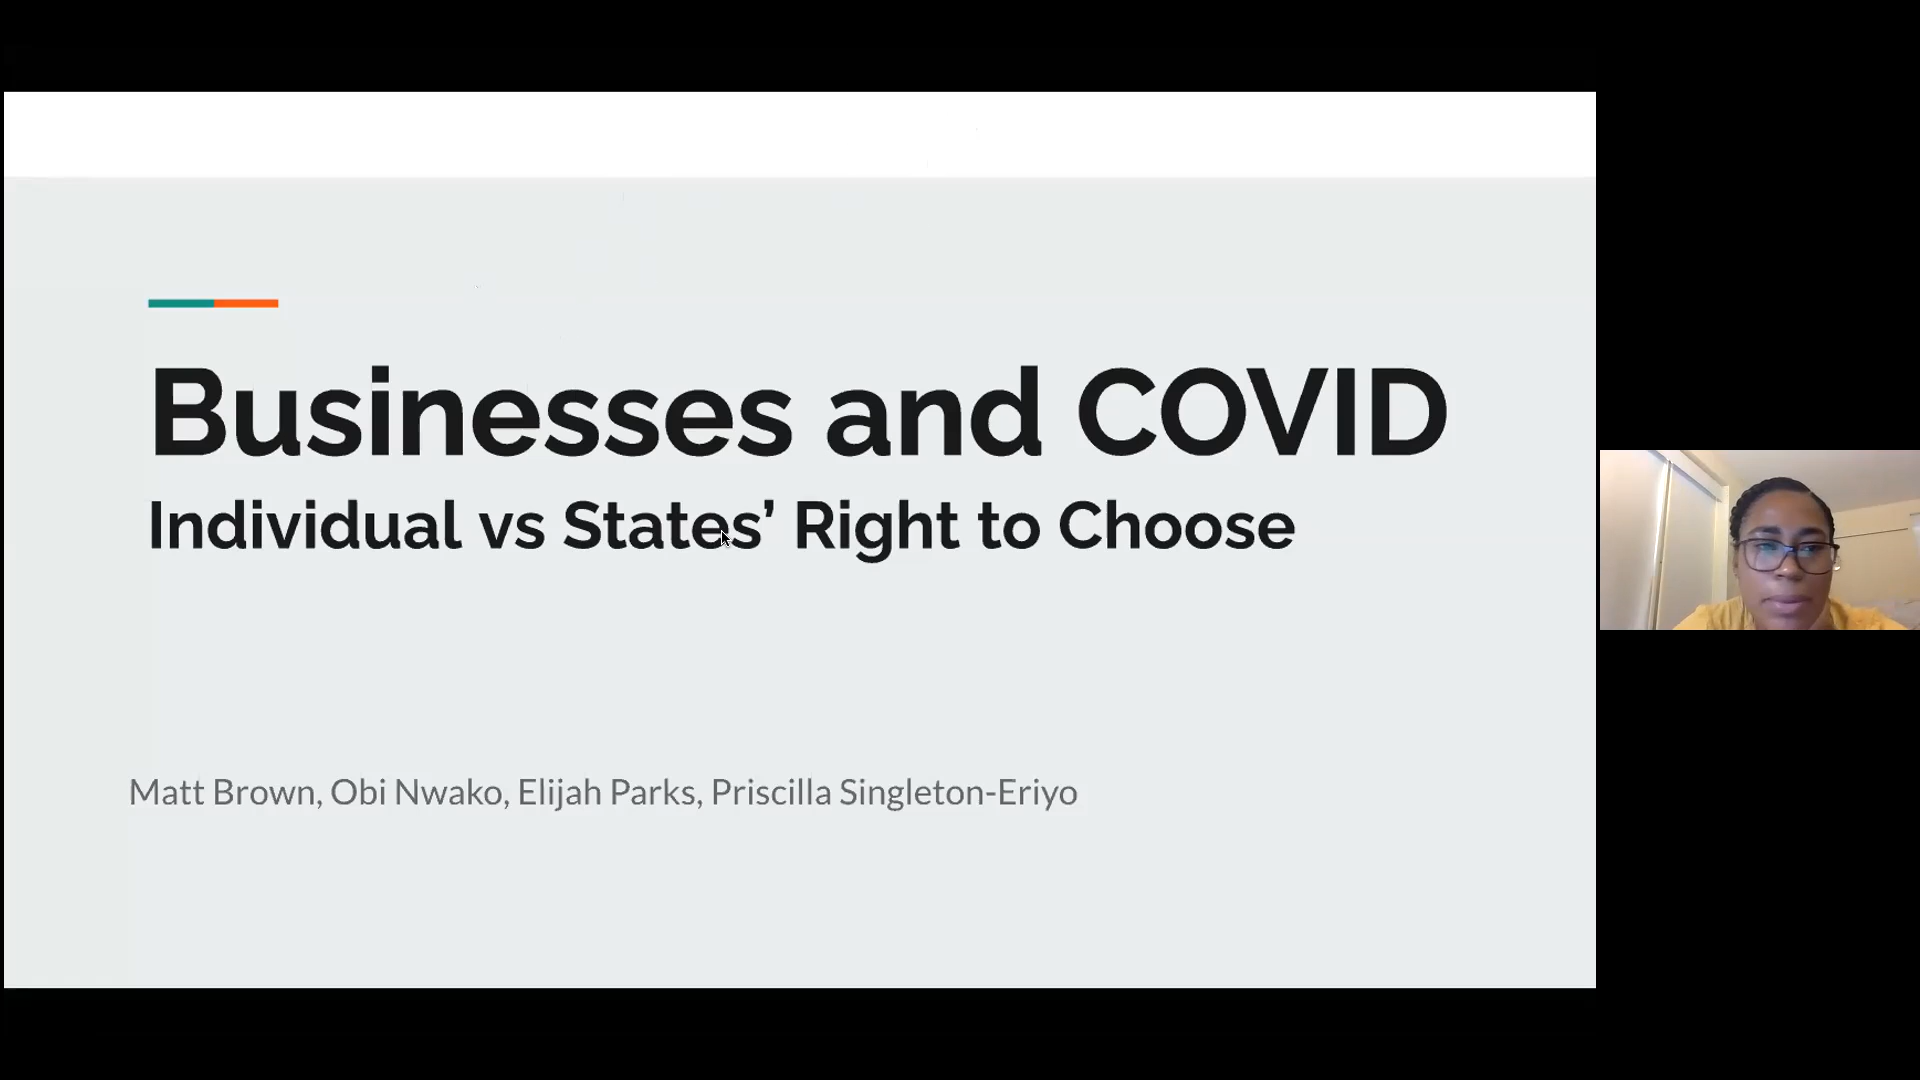 Businesses and COVID
Individual vs States’ Right to Choose
Matt Brown, Obi Nwako, Elijah Parks, Priscilla Singleton-Eriyo